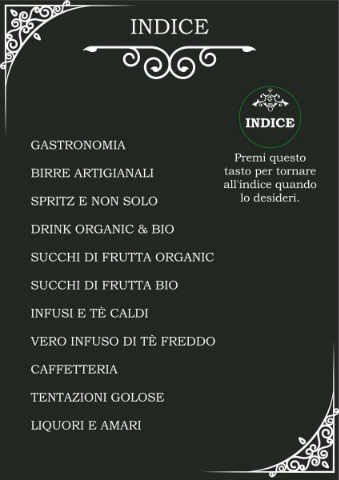 INDICE
INDICE
Premi questo
tasto per tornare
all'indice quando
lo desideri.
GASTRONOMIA
BIRRE ARTIGIANALI
SPRITZ E NON SOLO
DRINK ORGANIC & BIO
SUCCHI DI FRUTTA ORGANIC
SUCCHI DI FRUTTA BIO
INFUSI E TÈ CALDI
VERO INFUSO DI TÈ FREDDO
CAFFETTERIA
TENTAZIONI GOLOSE
LIQUORI E AMARI